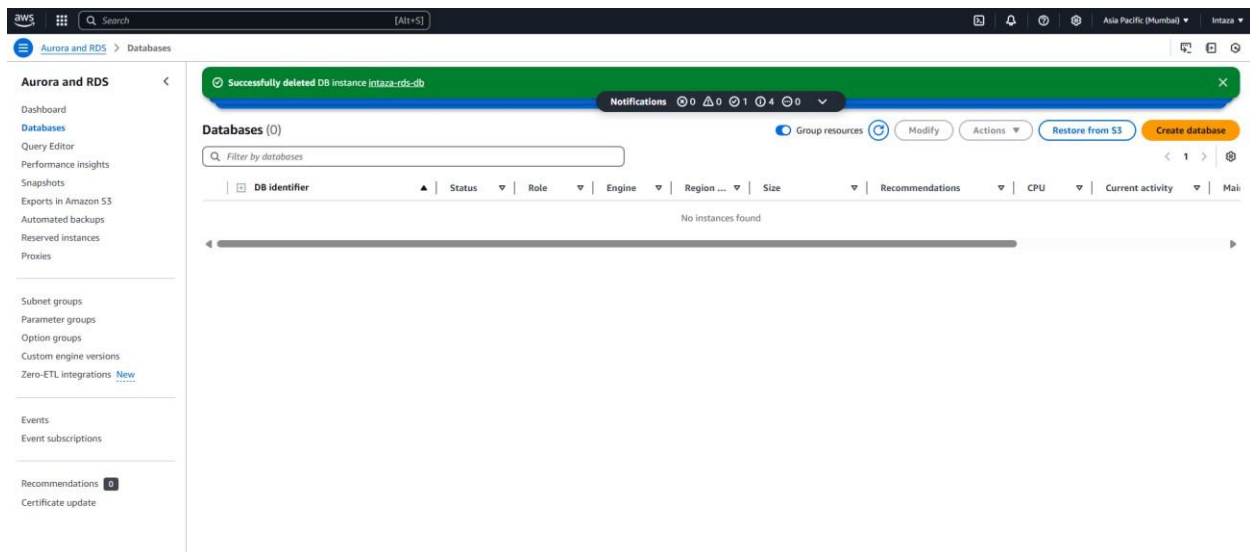 aws Search [Alt+S] Asia Pacific (Mumbai) Intaza
Aurora and RDS > Databases
Aurora and RDS
Dashboard
Databases
Query Editor
Performance insights
Snapshots
Exports in Amazon S3
Automated backups
Reserved instances
Proxies
Subnet groups
Parameter groups
Option groups
Custom engine versions
Zero-ETL integrations New
Events
Event subscriptions
Recommendations 0
Certificate update
Successfully deleted DB instance intaza-rds-db
Notifications 0 0 1 4 0
Databases (0) Group resources Modify Actions Restore from S3 Create database
Filter by databases < 1 >
DB identifier Status Role Engine Region ... Size Recommendations CPU Current activity Mai
No instances found